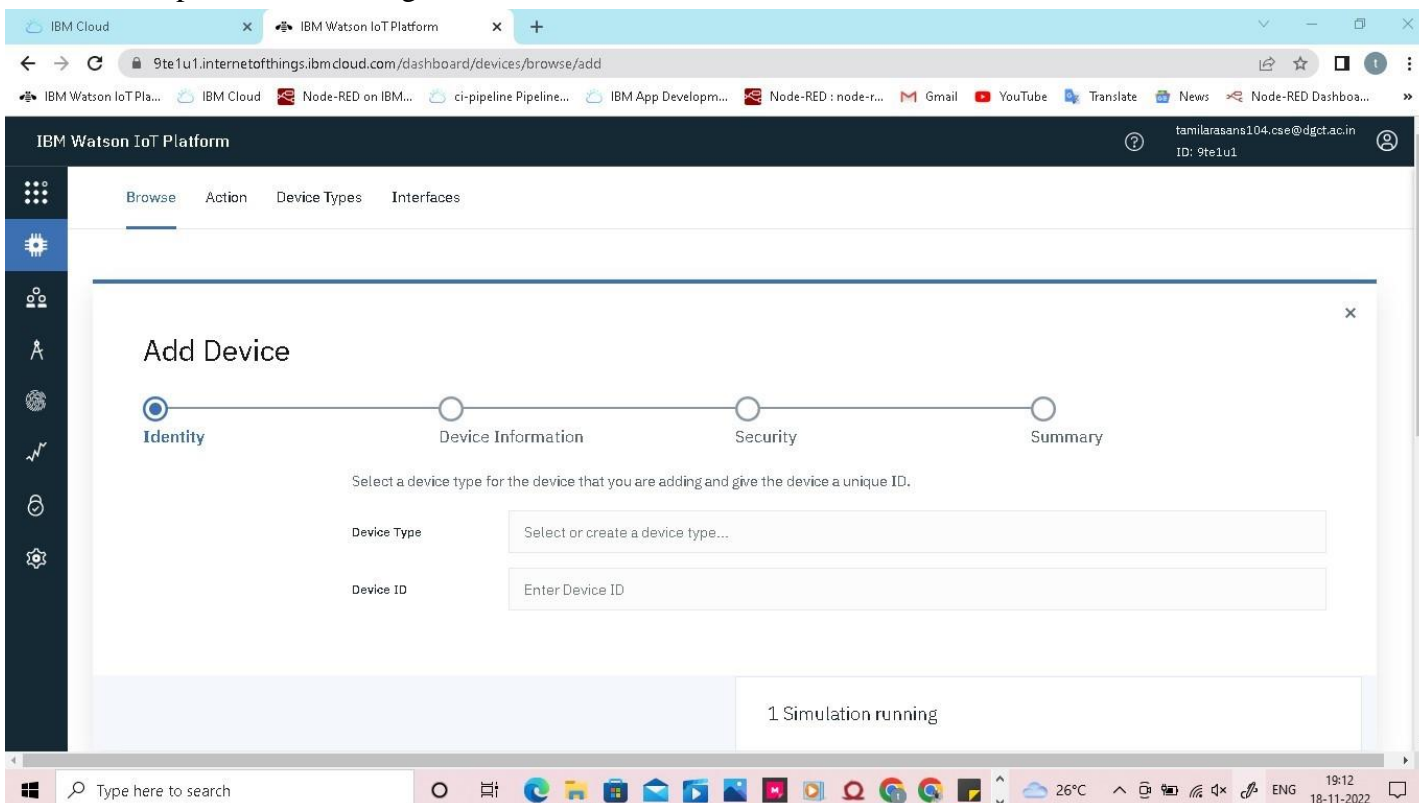 IBM Cloud
IBM Watson IoT Platform
9te1u1.internetofthings.ibmcloud.com/dashboard/devices/browse/add
t
IBM Watson IoT Pla... IBM Cloud Node-RED on IBM... ci-pipeline Pipeline... IBM App Developm... Node-RED : node-r... Gmail YouTube Translate News Node-RED Dashboa... »
IBM Watson IoT Platform
tamilarasans104.cse@dgct.ac.in
ID: 9te1u1
Browse Action Device Types Interfaces
Add Device
Identity Device Information Security Summary
Select a device type for the device that you are adding and give the device a unique ID.
Device Type Select or create a device type...
Device ID Enter Device ID
1 Simulation running
Type here to search
26°C
ENG
19:12
18-11-2022